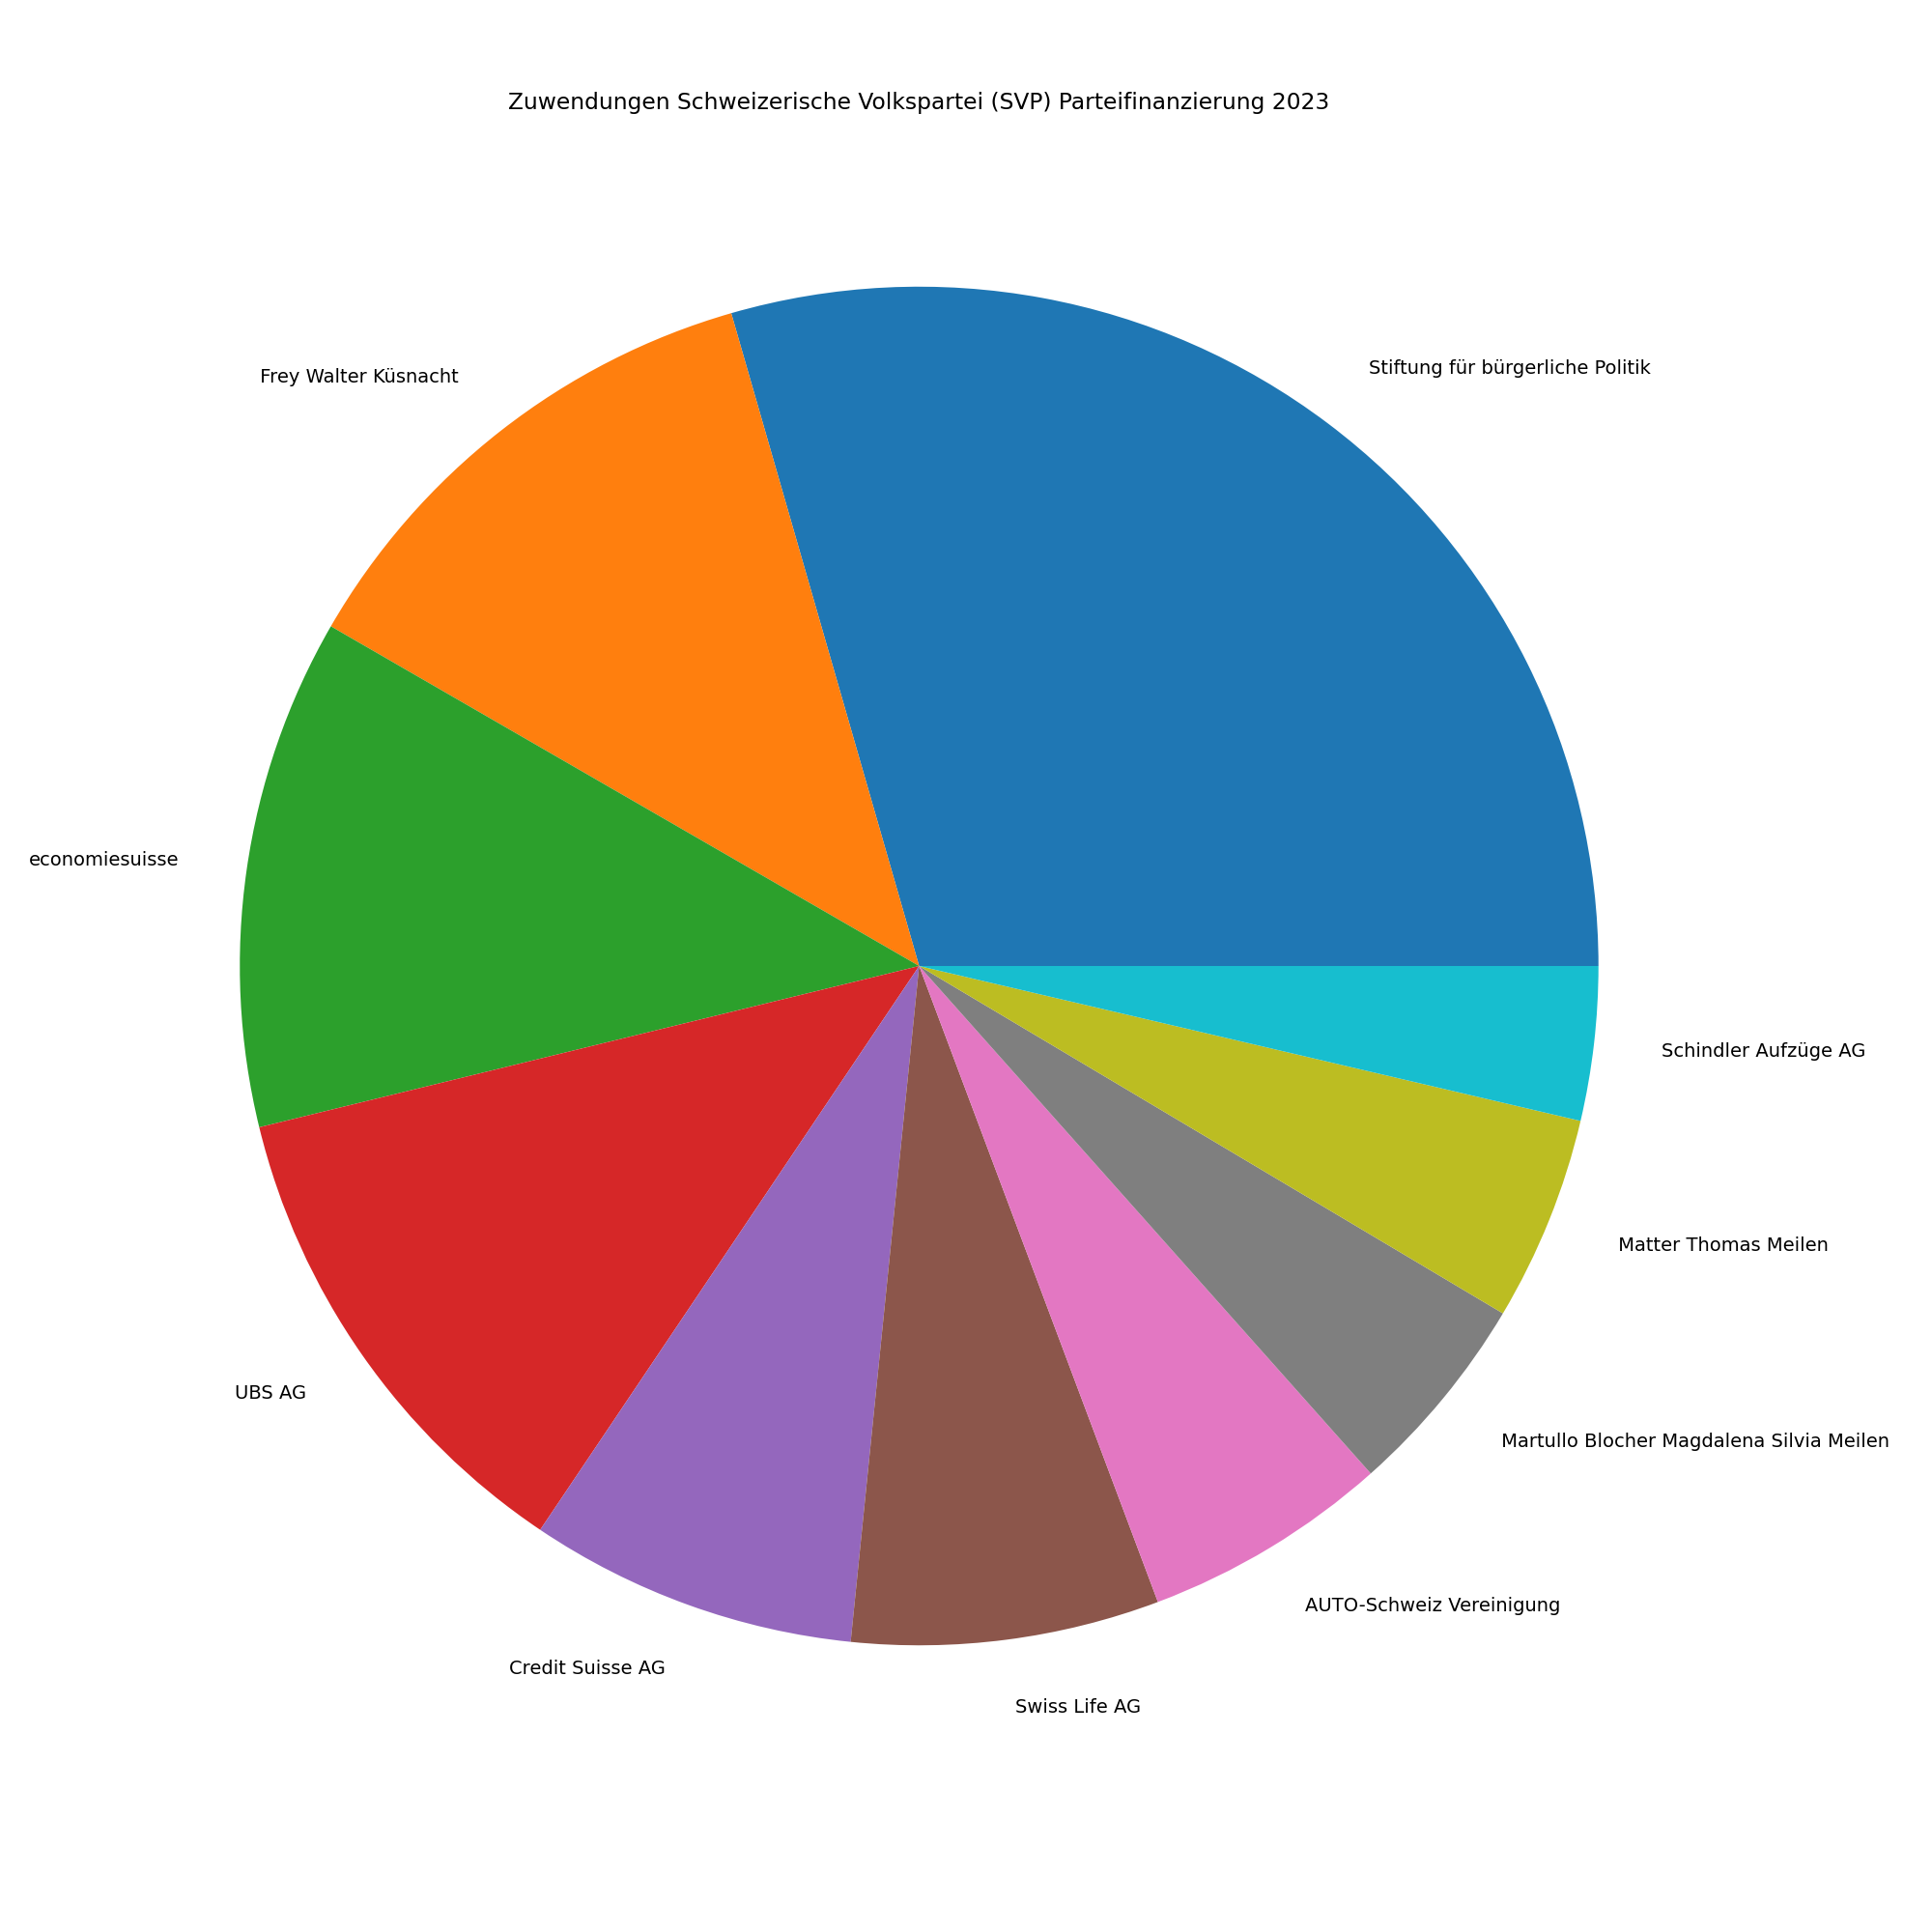 Zuwendungen Schweizerische Volkspartei (SVP) Parteifinanzierung 2023
Stiftung für bürgerliche Politik
Frey Walter Küsnacht
economiesuisse
UBS AG
Credit Suisse AG
Swiss Life AG
AUTO-Schweiz Vereinigung
Martullo Blocher Magdalena Silvia Meilen
Matter Thomas Meilen
Schindler Aufzüge AG